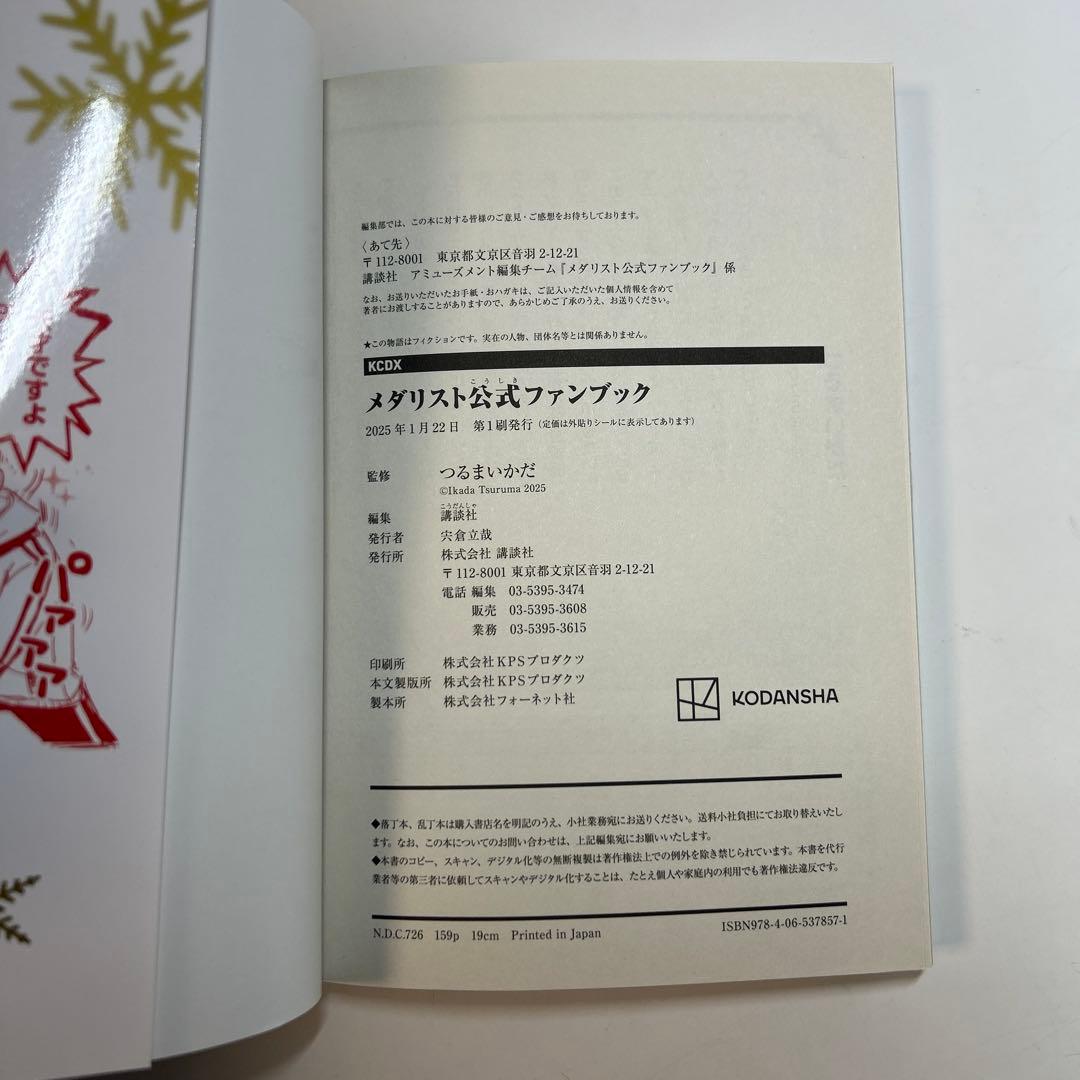 ですよ
パアアアア
編集部では、この本に対する皆様のご意見・ご感想をお待ちしております。
〈あて先〉
〒112-8001 東京都文京区音羽 2-12-21
講談社 アミューズメント編集チーム『メダリスト公式ファンブック』係
なお、お送りいただいたお手紙・おハガキは、ご記入いただいた個人情報を含めて
著者にお渡しすることがありますので、あらかじめご了承のうえ、お送りください。
★この物語はフィクションです。実在の人物、団体名等とは関係ありません。
KCDX
こうしき
メダリスト公式ファンブック
2025年1月22日 第1刷発行（定価は外貼りシールに表示してあります）
監修 つるまいかだ
©Ikada Tsuruma 2025
こうだんしゃ
編集 講談社
発行者 宍倉立哉
発行所 株式会社 講談社
〒112-8001 東京都文京区音羽 2-12-21
電話 編集 03-5395-3474
販売 03-5395-3608
業務 03-5395-3615
印刷所 株式会社KPSプロダクツ
本文製版所 株式会社KPSプロダクツ
製本所 株式会社フォーネット社
KODANSHA
◆落丁本、乱丁本は購入書店名を明記のうえ、小社業務宛にお送りください。送料小社負担にてお取り替えいたし
ます。なお、この本についてのお問い合わせは、上記編集宛にお願いいたします。
◆本書のコピー、スキャン、デジタル化等の無断複製は著作権法上での例外を除き禁じられています。本書を代行
業者等の第三者に依頼してスキャンやデジタル化することは、たとえ個人や家庭内の利用でも著作権法違反です。
N.D.C.726 159p 19cm Printed in Japan
ISBN978-4-06-537857-1